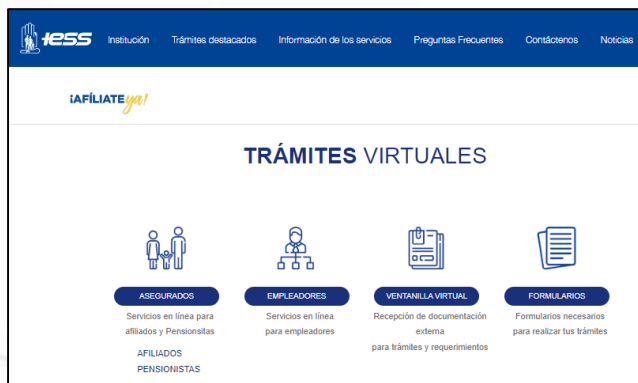 IESS Institución Trámites destacados Información de los servicios Preguntas Frecuentes Contáctenos Noticias
¡AFÍLIATE ya!
TRÁMITES VIRTUALES
ASEGURADOS
Servicios en línea para
afiliados y Pensionsitas
AFILIADOS
PENSIONISTAS
EMPLEADORES
Servicios en línea
para empleadores
VENTANILLA VIRTUAL
Recepción de documentación
externa
para trámites y requerimientos
FORMULARIOS
Formularios necesarios
para realizar tus trámites